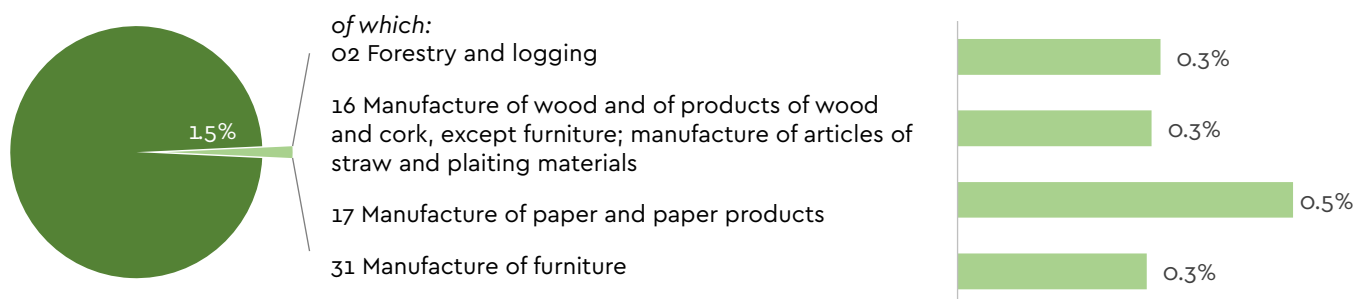 of which:
02 Forestry and logging
0.3%
16 Manufacture of wood and of products of wood
and cork, except furniture; manufacture of articles of
straw and plaiting materials
0.3%
1.5%
17 Manufacture of paper and paper products
0.5%
31 Manufacture of furniture
0.3%